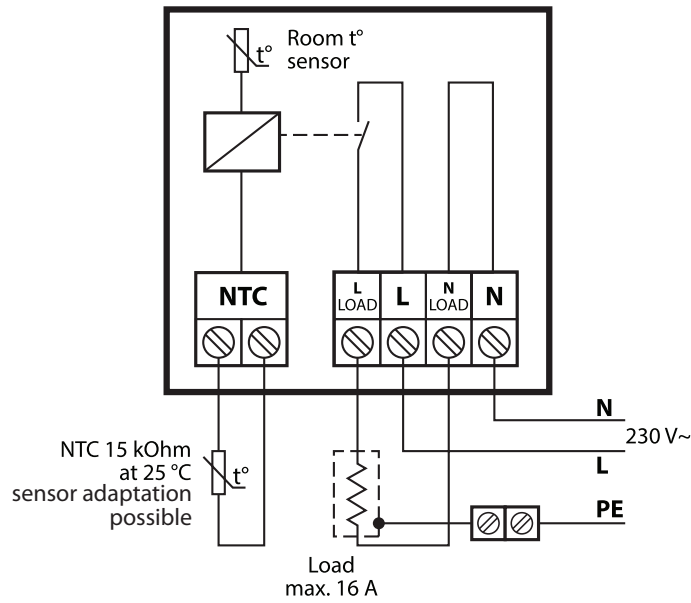 t°
Room t°
sensor
NTC
L
LOAD
L
N
LOAD
N
N
230 V~
L
NTC 15 kOhm
at 25 °C
sensor adaptation
possible
t°
PE
Load
max. 16 A